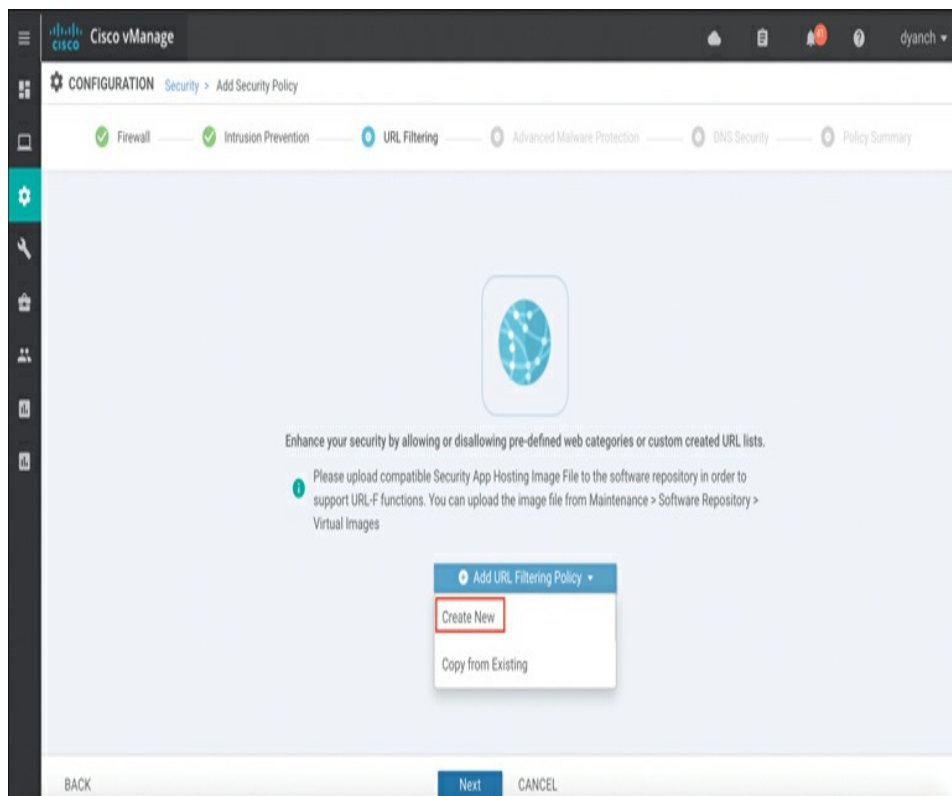 CISCO
Cisco vManage
41
dyanch
CONFIGURATION Security > Add Security Policy
Firewall
Intrusion Prevention
URL Filtering
Advanced Malware Protection
DNS Security
Policy Summary
Enhance your security by allowing or disallowing pre-defined web categories or custom created URL lists.
Please upload compatible Security App Hosting Image File to the software repository in order to
support URL-F functions. You can upload the image file from Maintenance > Software Repository >
Virtual Images
Add URL Filtering Policy
Create New
Copy from Existing
BACK
Next
CANCEL